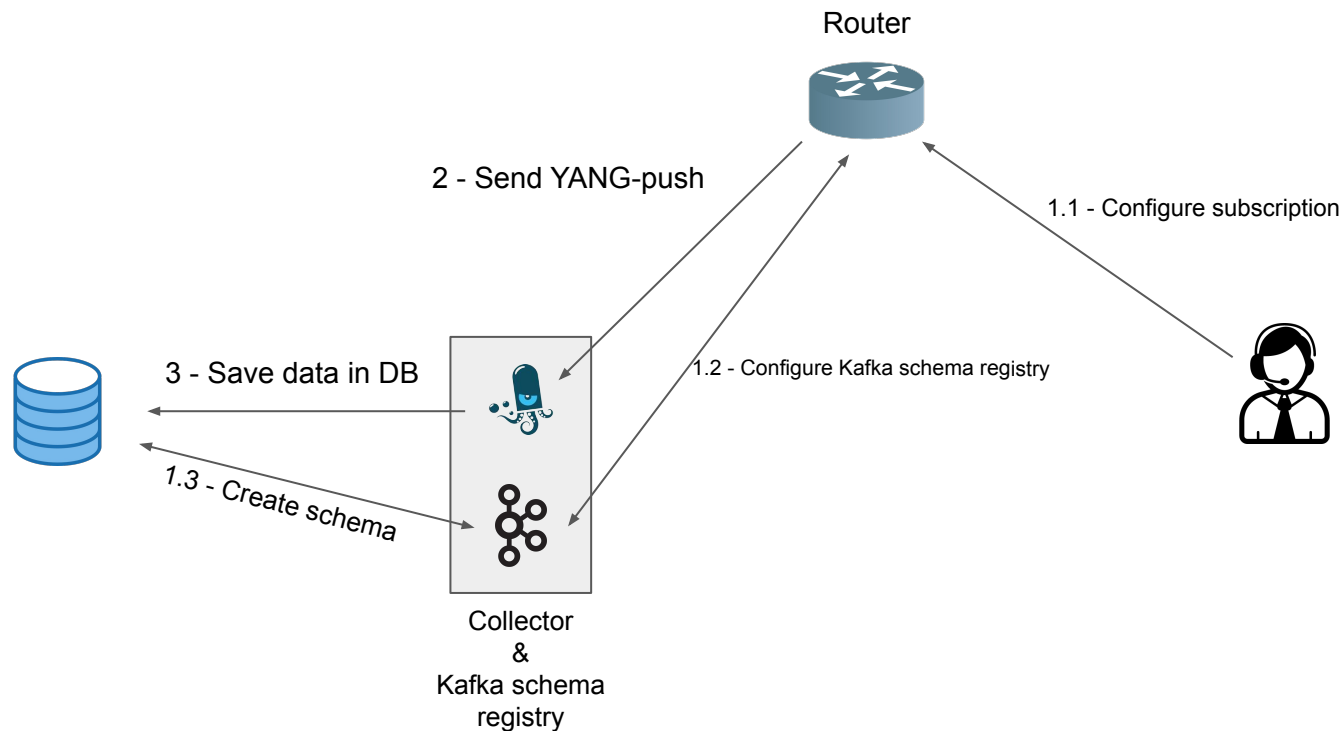 Router
2 - Send YANG-push
1.1 - Configure subscription
3 - Save data in DB
1.2 - Configure Kafka schema registry
1.3 - Create schema
Collector
&
Kafka schema
registry